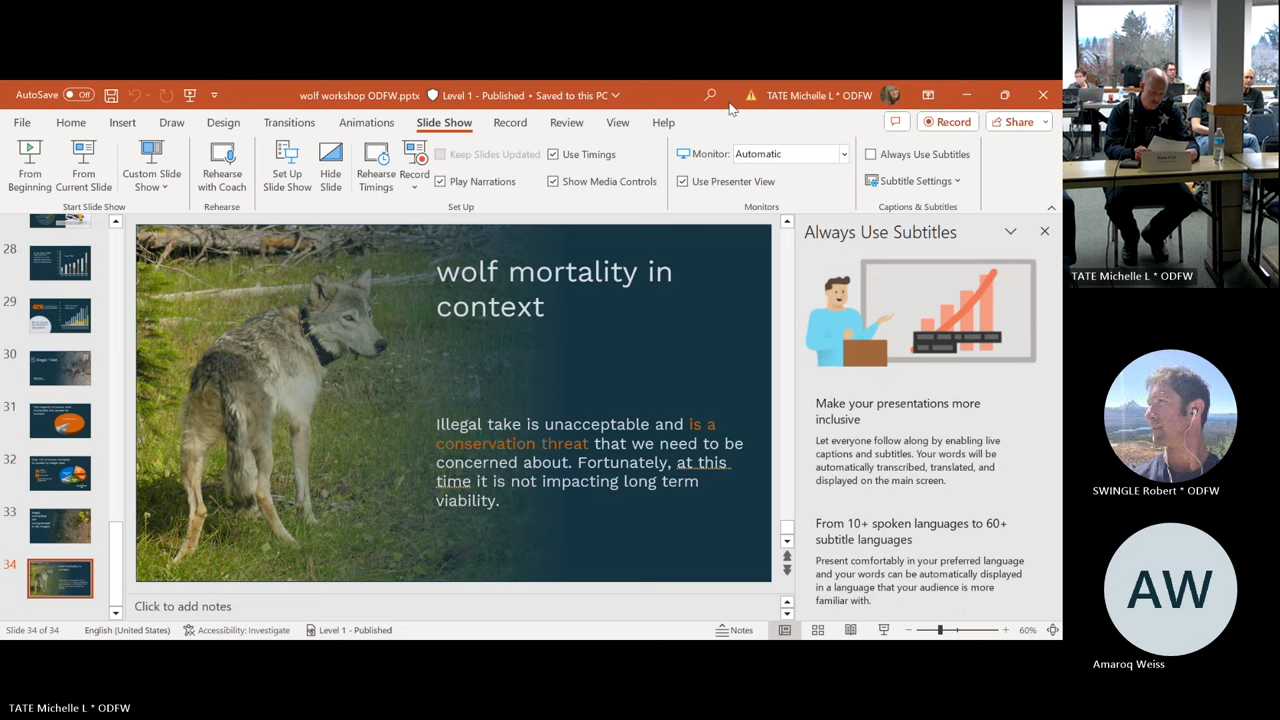 AutoSave Off
wolf workshop ODFW.pptx Level 1 - Published • Saved to this PC
TATE Michelle L * ODFW
File Home Insert Draw Design Transitions Animations Slide Show Record Review View Help
Record Share
From Beginning
From Current Slide
Custom Slide Show
Start Slide Show
Rehearse with Coach
Rehearse
Set Up Slide Show
Hide Slide
Rehearse Timings
Record
Keep Slides Updated
Play Narrations
Use Timings
Show Media Controls
Set Up
Monitor: Automatic
Use Presenter View
Monitors
Always Use Subtitles
Subtitle Settings
Captions & Subtitles
28
29
30
31
32
33
34
wolf mortality in
context
Illegal take is unacceptable and is a
conservation threat that we need to be
concerned about. Fortunately, at this
time it is not impacting long term
viability.
Click to add notes
Always Use Subtitles
Make your presentations more
inclusive
Let everyone follow along by enabling live
captions and subtitles. Your words will be
automatically transcribed, translated, and
displayed on the main screen.
From 10+ spoken languages to 60+
subtitle languages
Present comfortably in your preferred language
and your words can be automatically displayed
in a language that your audience is more
familiar with.
Slide 34 of 34 English (United States) Accessibility: Investigate Level 1 - Published Notes 60%
TATE Michelle L * ODFW
SWINGLE Robert * ODFW
AW
Amaroq Weiss
TATE Michelle L * ODFW